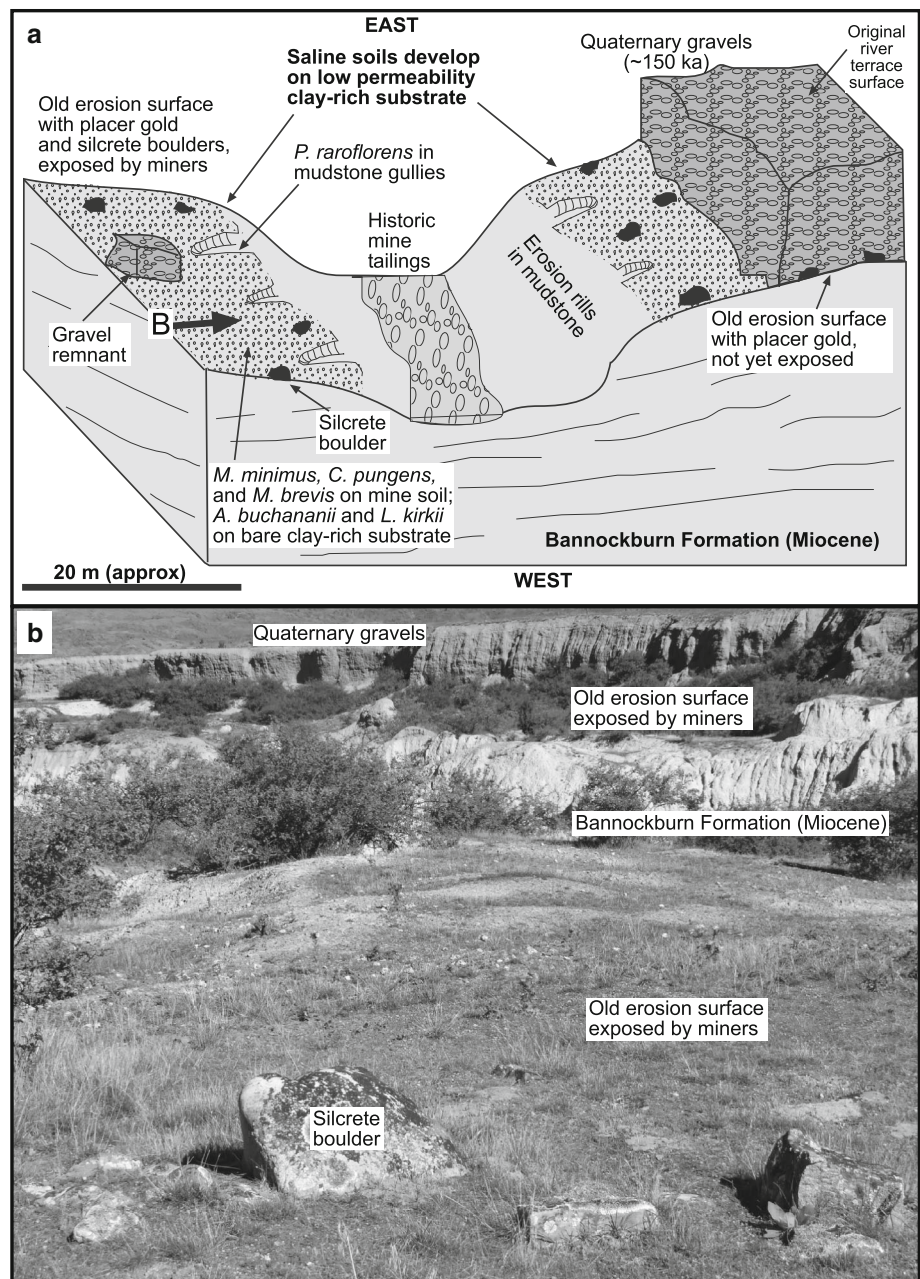 a
EAST
Saline soils develop
on low permeability
clay-rich substrate
Quaternary gravels
(~150 ka)
Original
river
terrace
surface
Old erosion surface
with placer gold
and silcrete boulders,
exposed by miners
P. raroflorens in
mudstone gullies
Historic
mine
tailings
Erosion rills
in mudstone
B
Gravel
remnant
Old erosion surface
with placer gold,
not yet exposed
Silcrete
boulder
M. minimus, C. pungens,
and M. brevis on mine soil;
A. buchananii and L. kirkii
on bare clay-rich substrate
Bannockburn Formation (Miocene)
20 m (approx)
WEST
b
Quaternary gravels
Old erosion surface
exposed by miners
Bannockburn Formation (Miocene)
Old erosion surface
exposed by miners
Silcrete
boulder